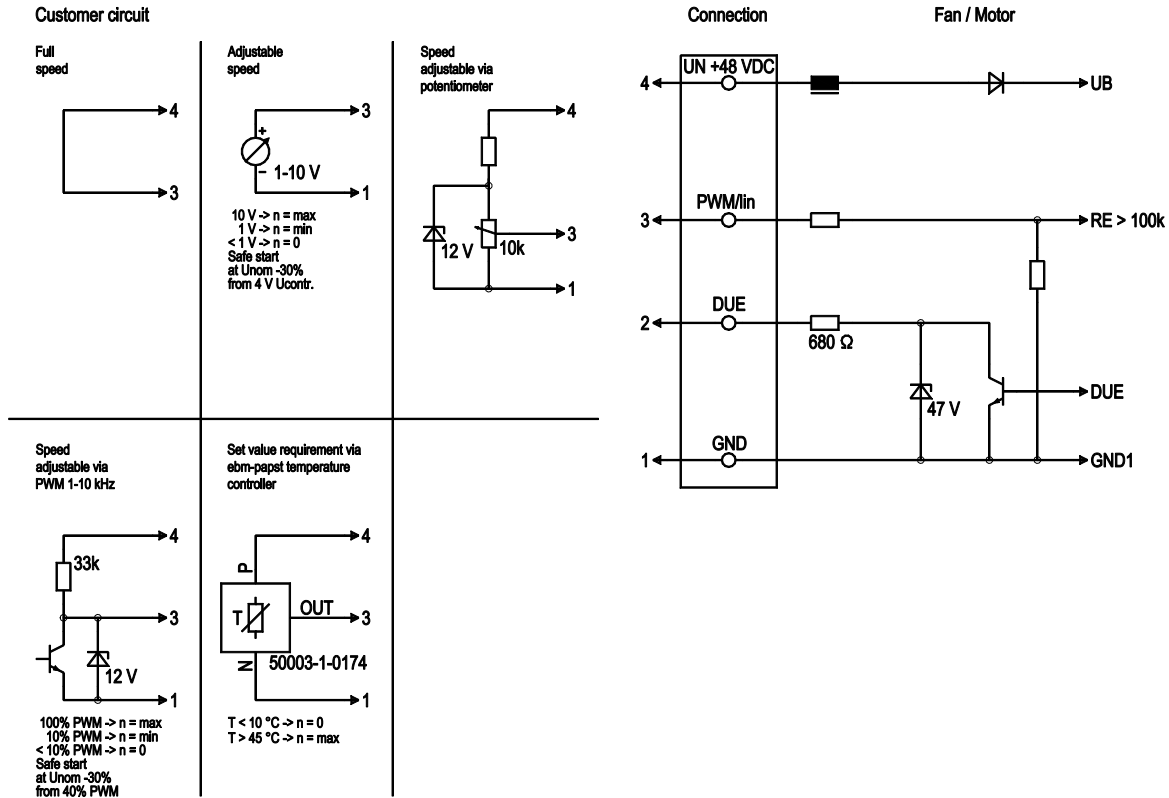 Customer circuit
Full
speed
4
3
Adjustable
speed
3
+
–
1-10 V
1
10 V -> n = max
1 V -> n = min
< 1 V -> n = 0
Safe start
at Unom -30%
from 4 V Ucontr.
Speed
adjustable via
potentiometer
4
12 V
10k
3
1
Speed
adjustable via
PWM 1-10 kHz
4
33k
3
12 V
1
100% PWM -> n = max
10% PWM -> n = min
< 10% PWM -> n = 0
Safe start
at Unom -30%
from 40% PWM
Set value requirement via
ebm-papst temperature
controller
4
P
T
OUT
3
N
50003-1-0174
1
T < 10 °C -> n = 0
T > 45 °C -> n = max
Connection
Fan / Motor
UN +48 VDC
4
UB
PWM/lin
3
RE > 100k
DUE
2
680 Ω
47 V
DUE
GND
1
GND1